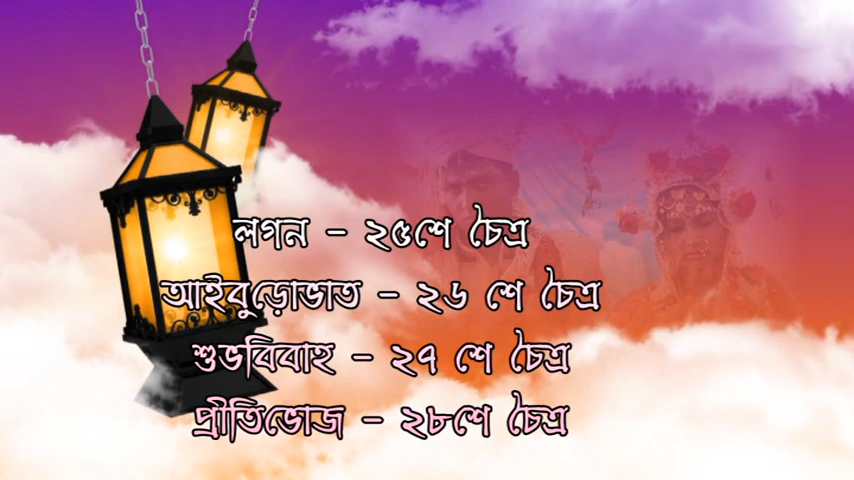 লগন - ২৫শে চৈত্র
আইবুড়োভাত - ২৬ শে চৈত্র
শুভবিবাহ - ২৭ শে চৈত্র
প্রীতিভোজ - ২৮শে চৈত্র